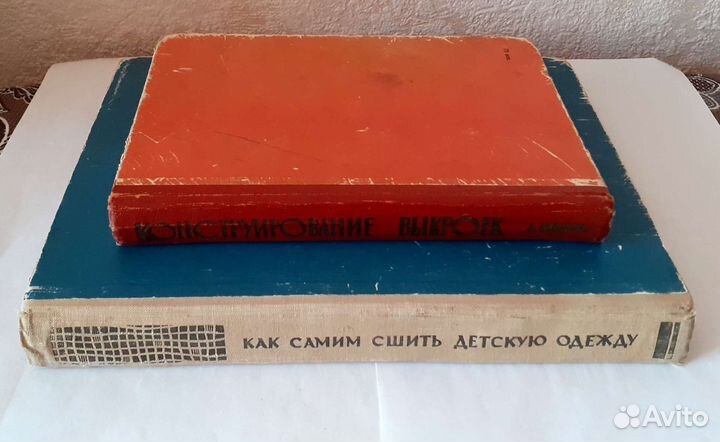 КОНСТРУИРОВАНИЕ ВЫКРОЕК
КАК САМИМ СШИТЬ ДЕТСКУЮ ОДЕЖДУ
Avito